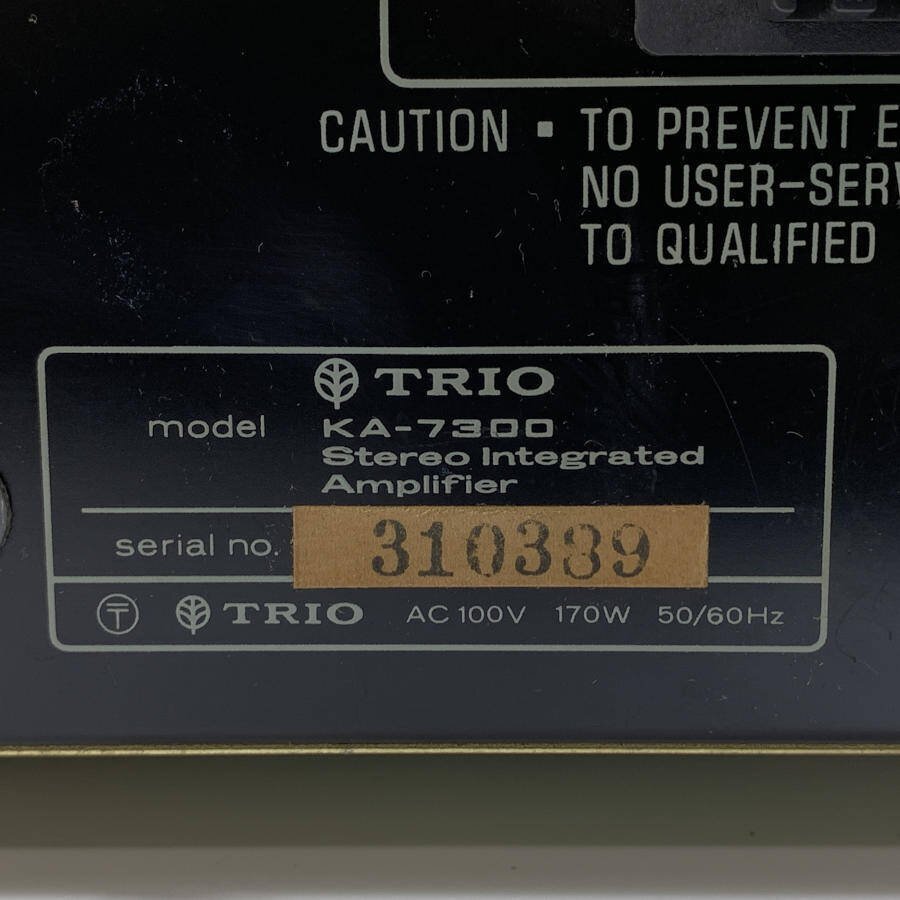 CAUTION ▪ TO PREVENT E
NO USER-SERV
TO QUALIFIED
TRIO
model KA-7300
Stereo Integrated
Amplifier
serial no. 310389
〒 TRIO AC 100V 170W 50/60Hz